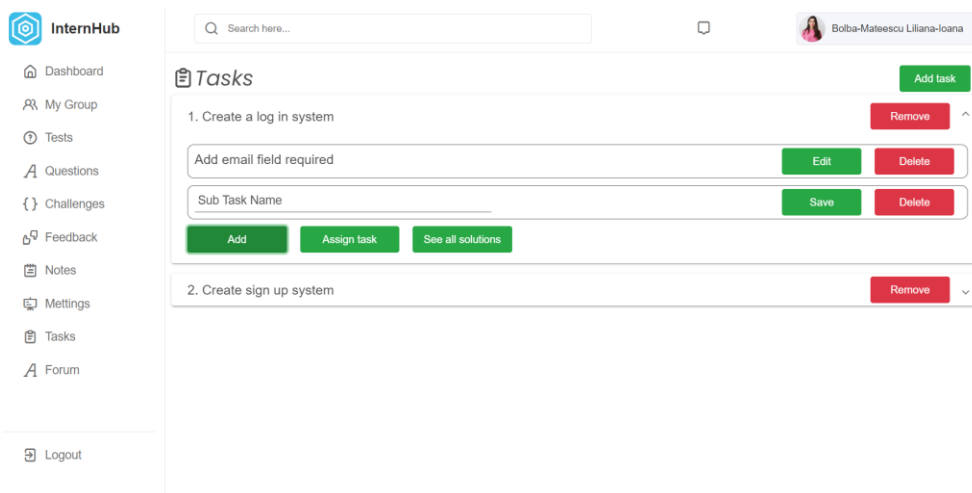 InternHub
Search here...
Bolba-Mateescu Liliana-Ioana
Dashboard
My Group
Tests
Questions
Challenges
Feedback
Notes
Mettings
Tasks
Forum
Logout
Tasks
Add task
1. Create a log in system
Remove
Add email field required
Edit
Delete
Sub Task Name
Save
Delete
Add
Assign task
See all solutions
2. Create sign up system
Remove